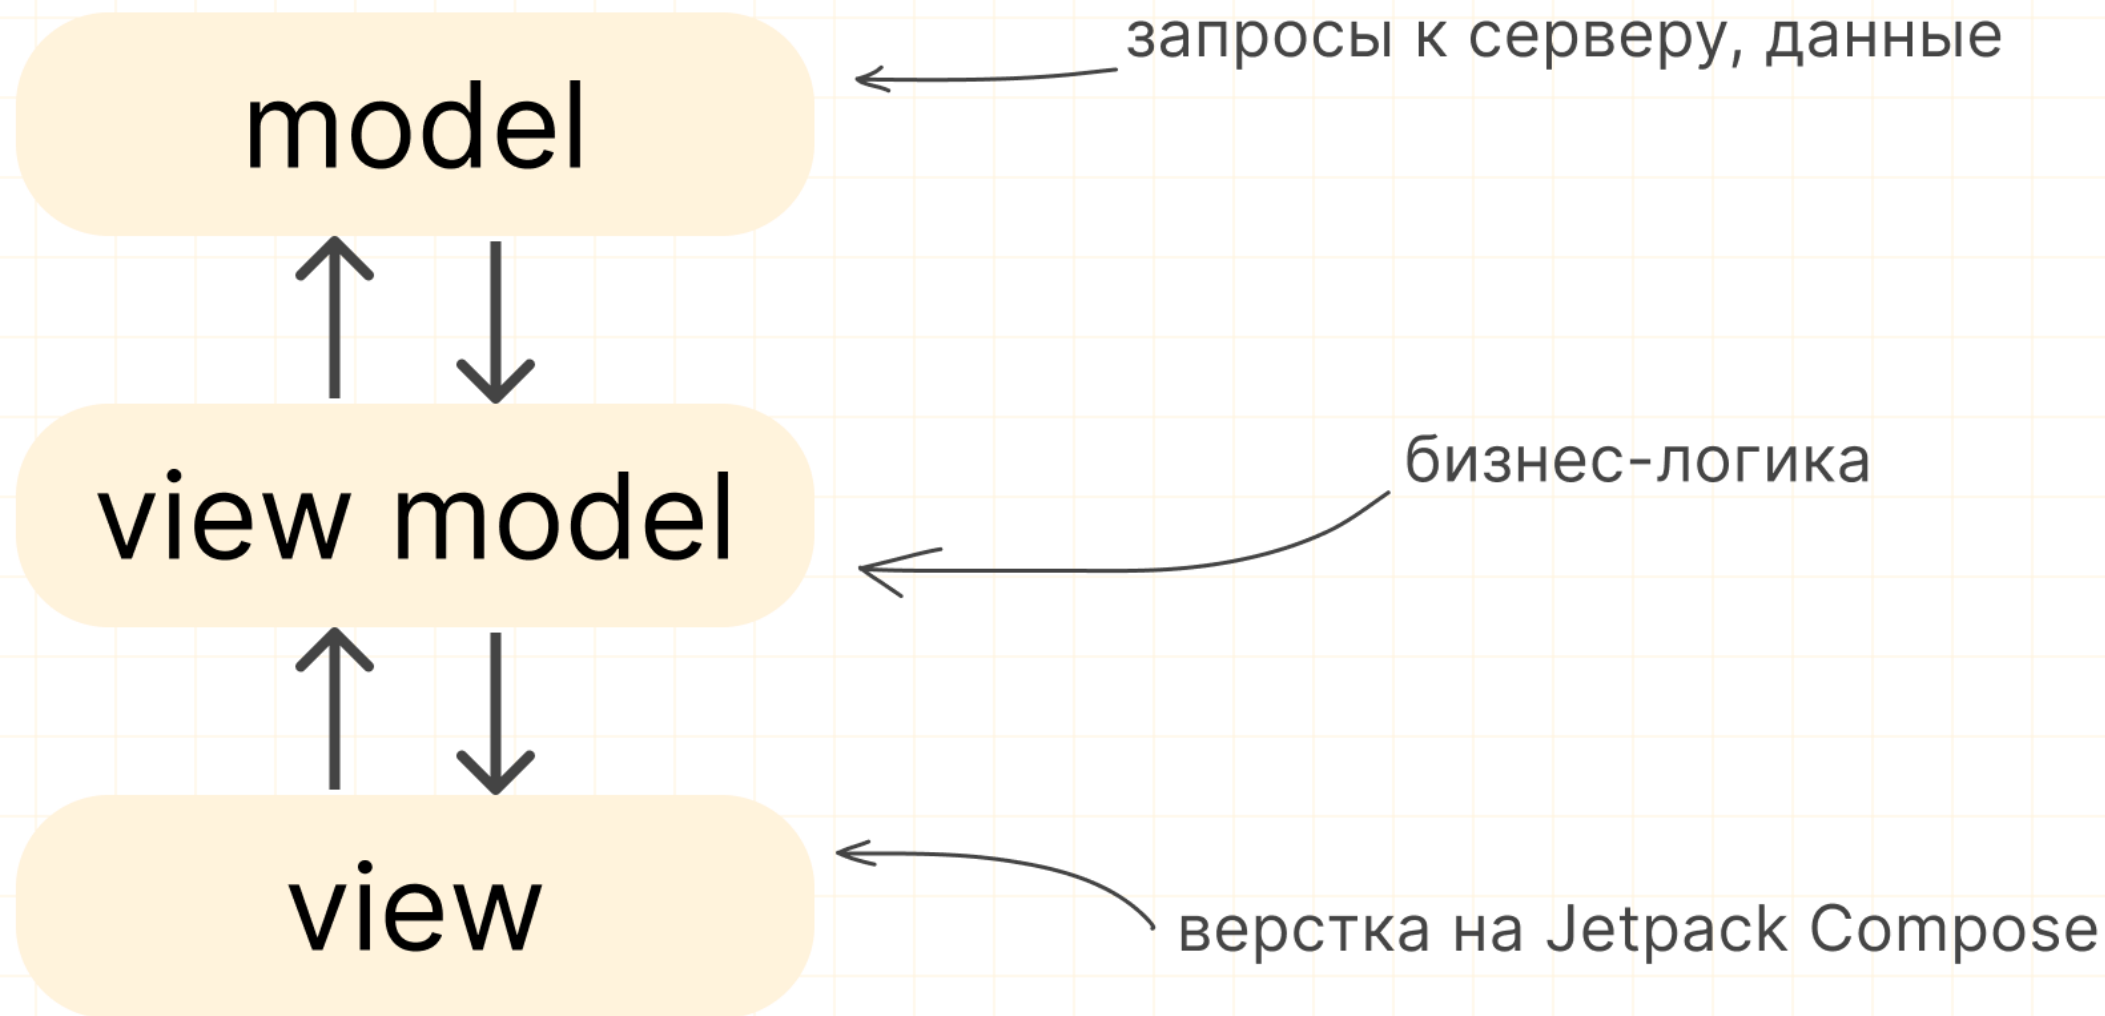 запросы к серверу, данные
model
бизнес-логика
view model
view
верстка на Jetpack Compose